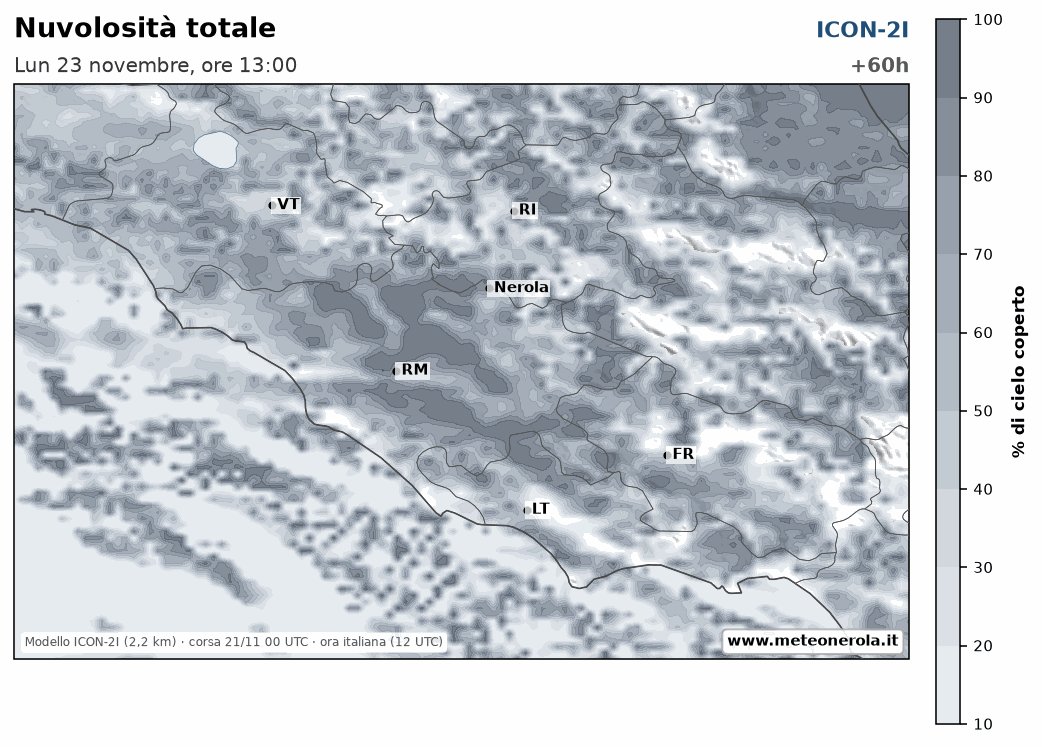 Nuvolosità totale
ICON-2I
Lun 23 novembre, ore 13:00
+60h
100
90
80
70
60
50
40
30
20
10
% di cielo coperto
VT
RI
Nerola
RM
FR
LT
Modello ICON-2I (2,2 km) · corsa 21/11 00 UTC · ora italiana (12 UTC)
www.meteonerola.it